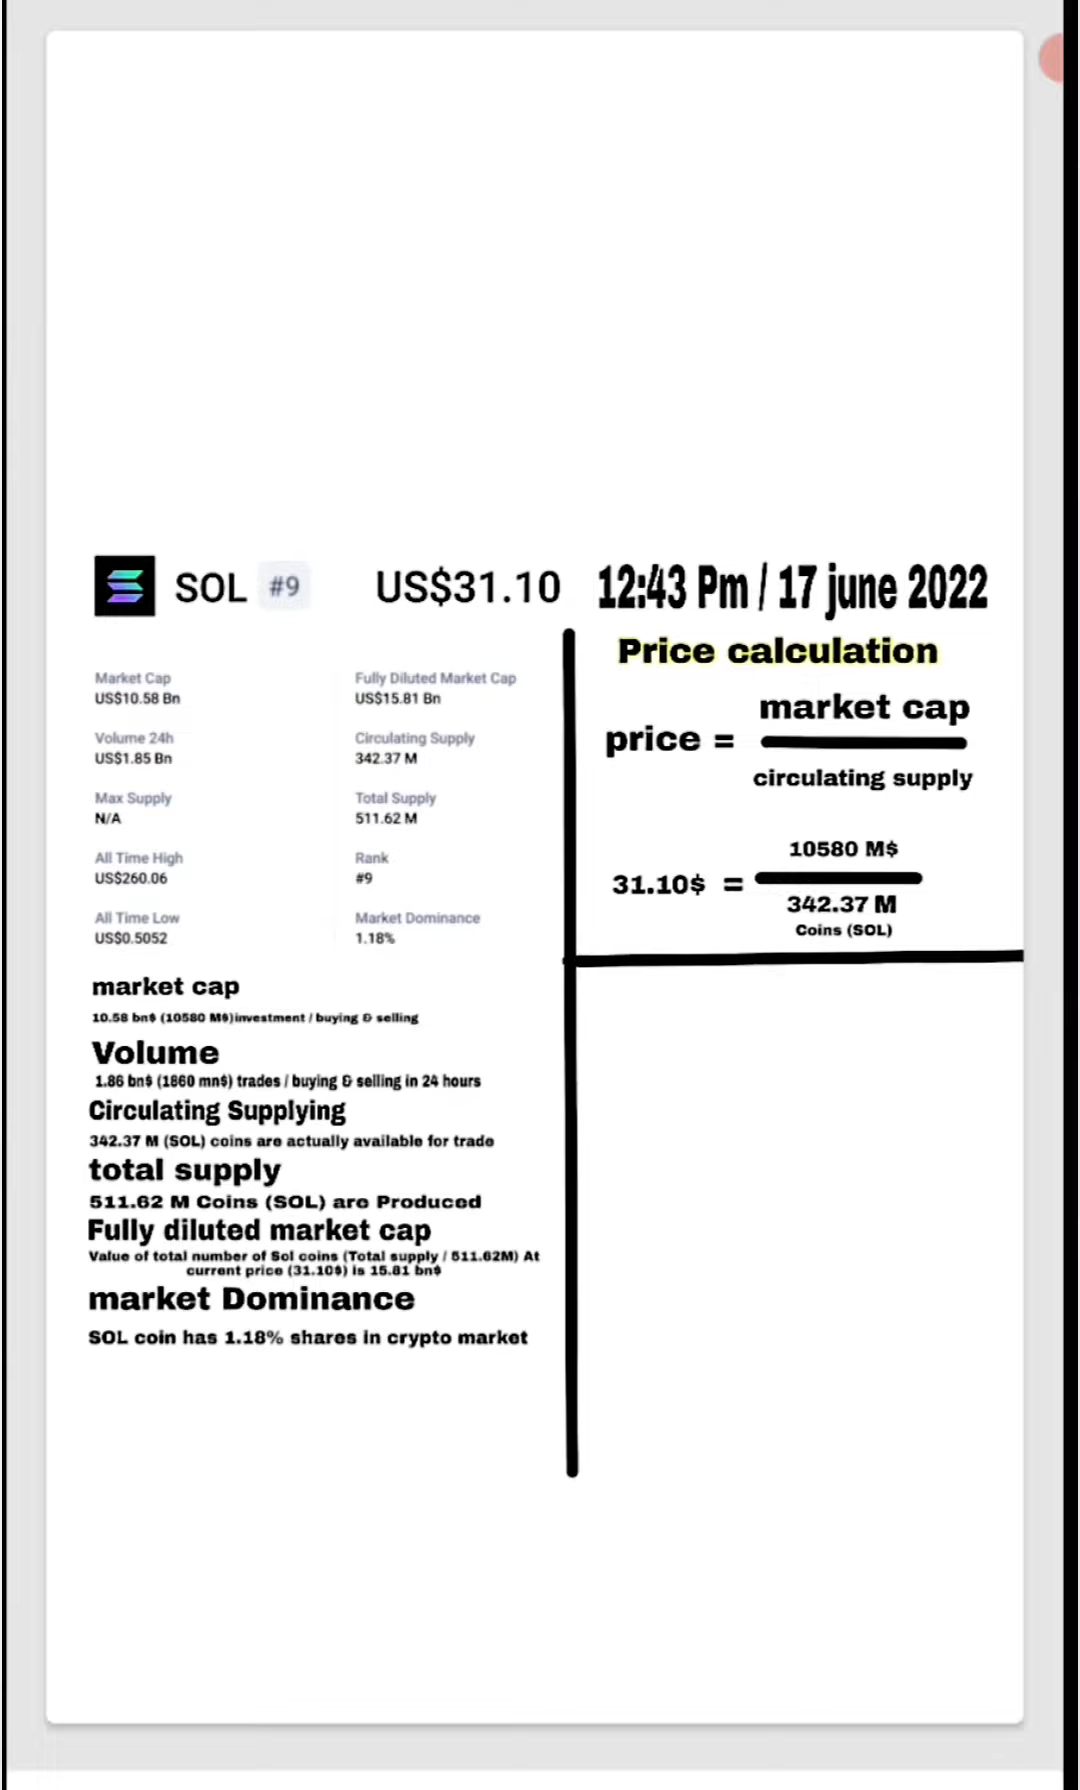 SOL #9 US$31.10 12:43 Pm / 17 june 2022
Market Cap
US$10.58 Bn
Fully Diluted Market Cap
US$15.81 Bn
Volume 24h
US$1.85 Bn
Circulating Supply
342.37 M
Max Supply
N/A
Total Supply
511.62 M
All Time High
US$260.06
Rank
#9
All Time Low
US$0.5052
Market Dominance
1.18%
market cap
10.58 bn$ (10580 M$)investment / buying & selling
Volume
1.86 bn$ (1860 mn$) trades / buying & selling in 24 hours
Circulating Supplying
342.37 M (SOL) coins are actually available for trade
total supply
511.62 M Coins (SOL) are Produced
Fully diluted market cap
Value of total number of Sol coins (Total supply / 511.62M) At
current price (31.10$) is 15.81 bn$
market Dominance
SOL coin has 1.18% shares in crypto market
Price calculation
market cap
price =
circulating supply
10580 M$
31.10$ =
342.37 M
Coins (SOL)